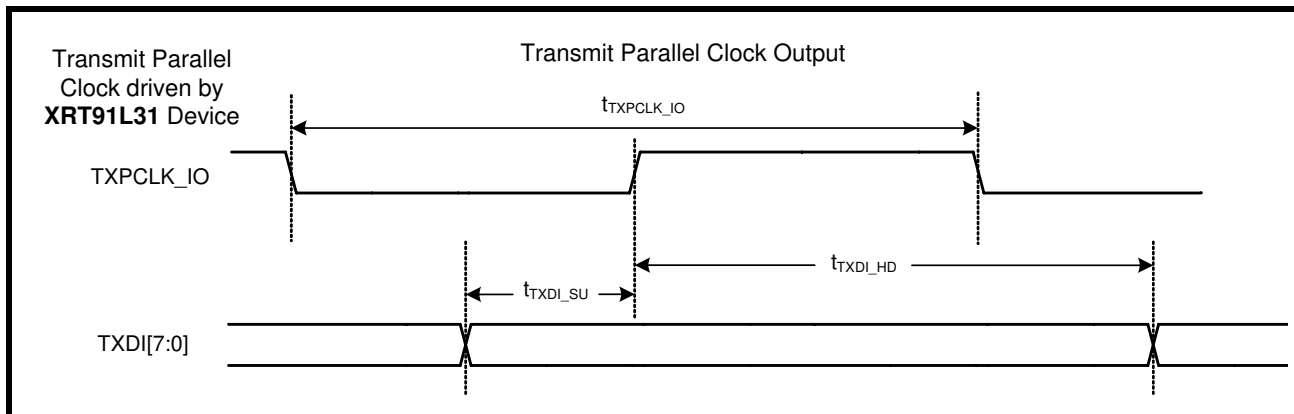 Transmit Parallel
Clock driven by
XRT91L31 Device
Transmit Parallel Clock Output
tTXPCLK_IO
TXPCLK_IO
tTXDI_HD
tTXDI_SU
TXDI[7:0]